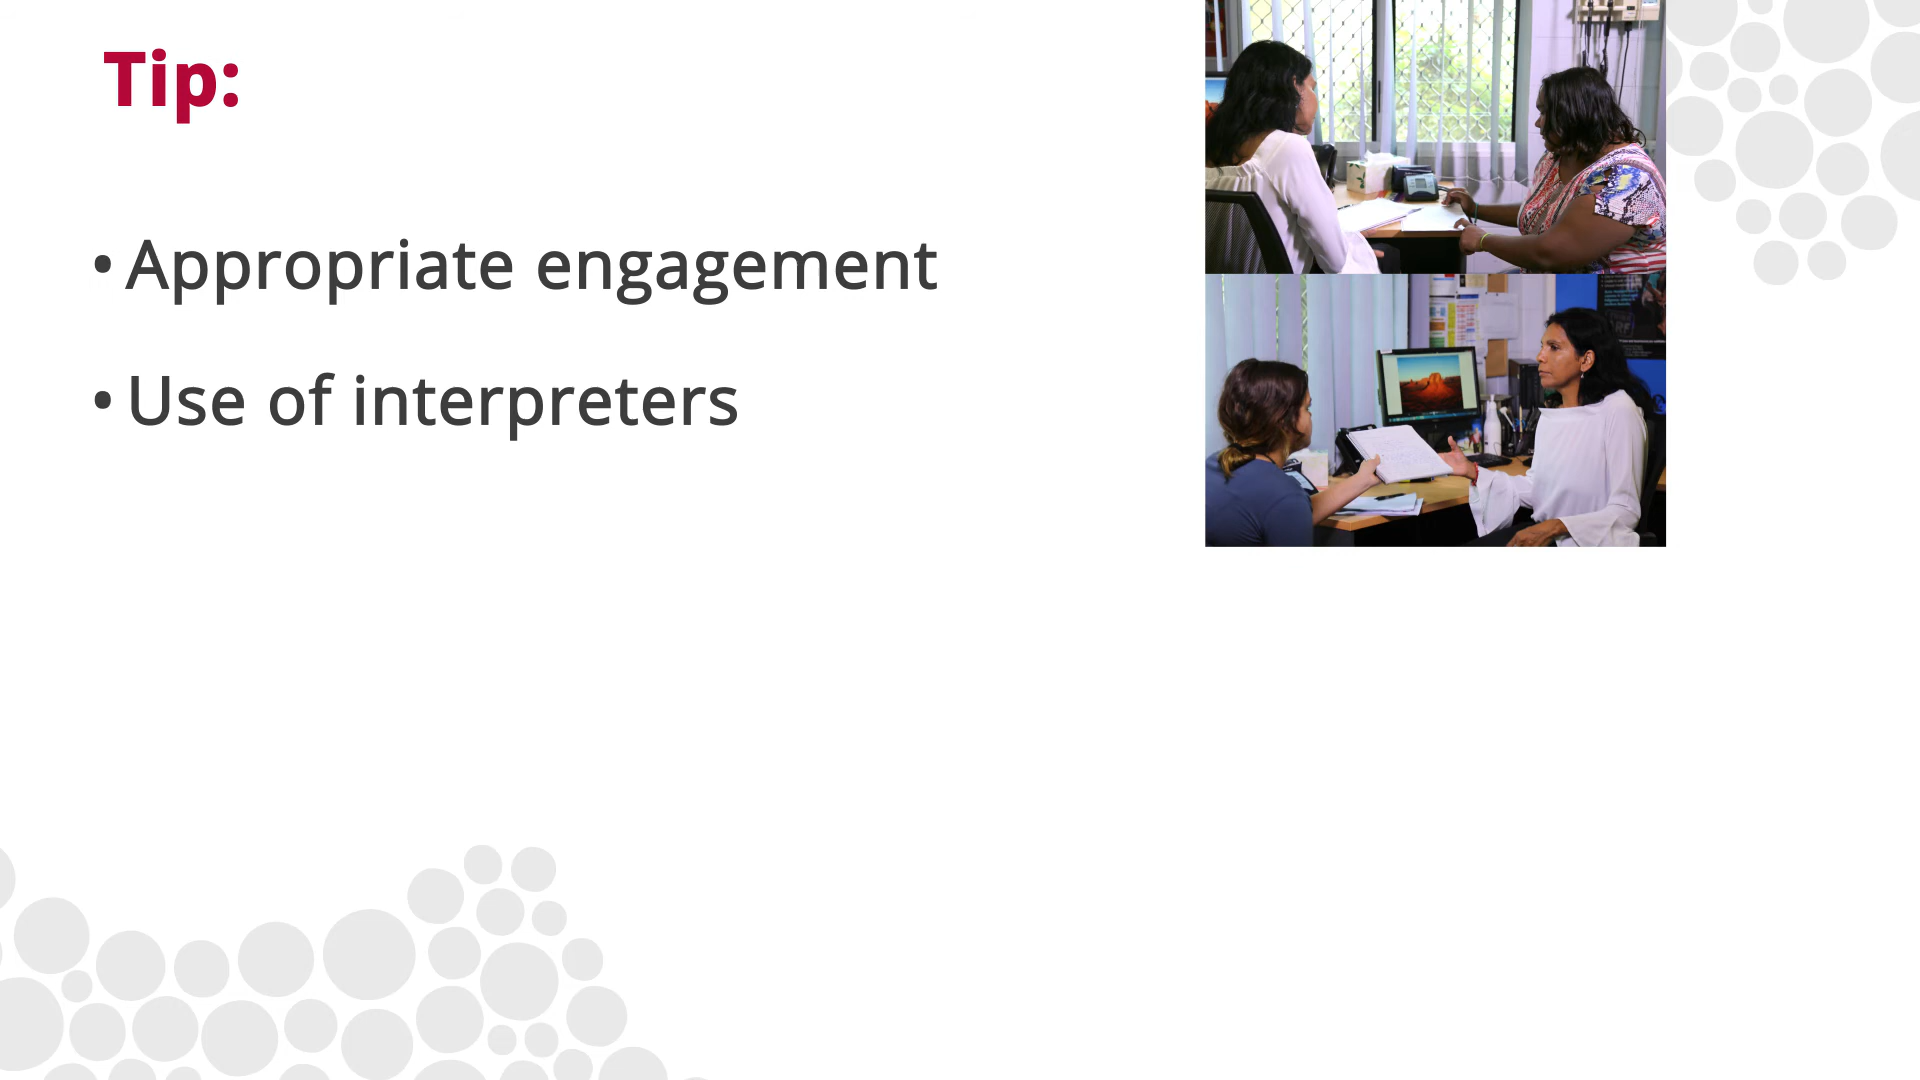 Tip:
• Appropriate engagement
• Use of interpreters